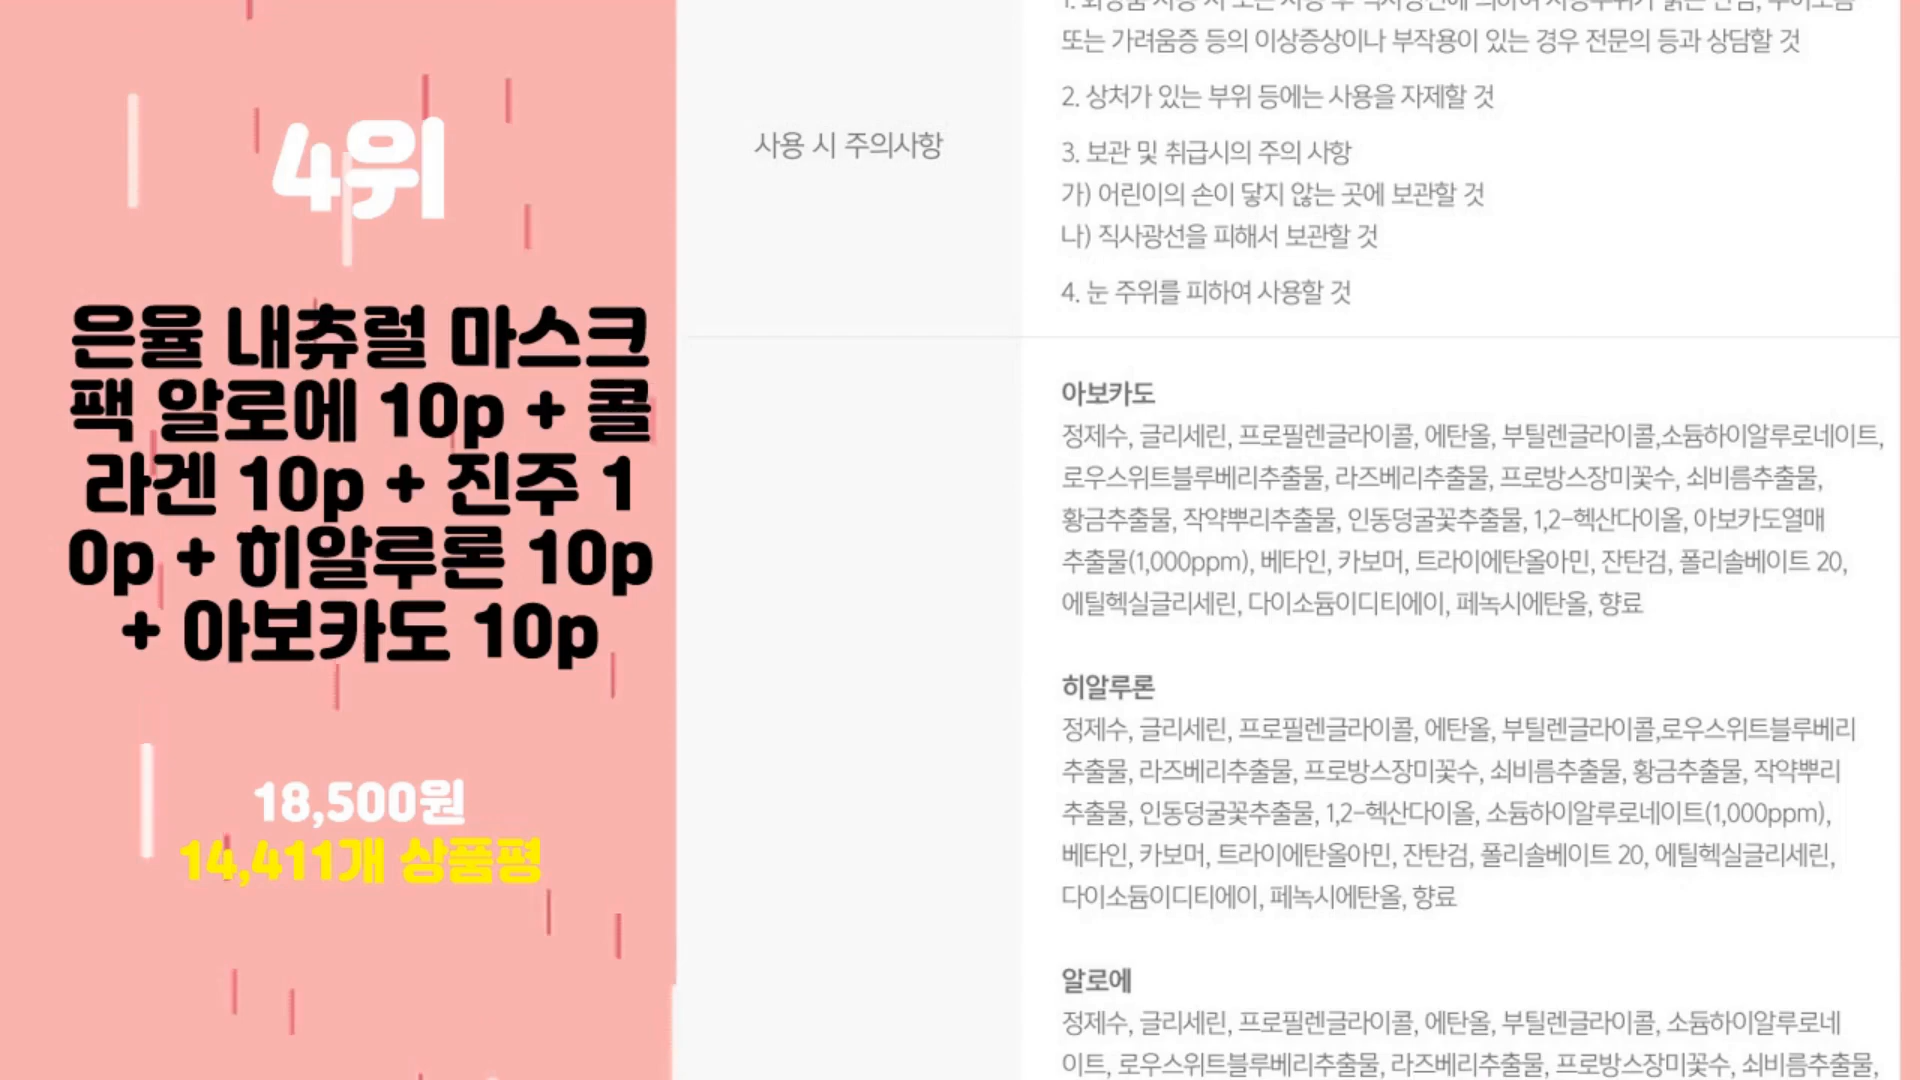 4위
은율 내츄럴 마스크
팩 알로에 10p + 콜
라겐 10p + 진주 1
0p + 히알루론 10p
+ 아보카도 10p
18,500원
14,411개 상품평
사용 시 주의사항
또는 가려움증 등의 이상증상이나 부작용이 있는 경우 전문의 등과 상담할 것
2. 상처가 있는 부위 등에는 사용을 자제할 것
3. 보관 및 취급시의 주의 사항
가) 어린이의 손이 닿지 않는 곳에 보관할 것
나) 직사광선을 피해서 보관할 것
4. 눈 주위를 피하여 사용할 것
아보카도
정제수, 글리세린, 프로필렌글라이콜, 에탄올, 부틸렌글라이콜,소듐하이알루로네이트,
로우스위트블루베리추출물, 라즈베리추출물, 프로방스장미꽃수, 쇠비름추출물,
황금추출물, 작약뿌리추출물, 인동덩굴꽃추출물, 1,2-헥산다이올, 아보카도열매
추출물(1,000ppm), 베타인, 카보머, 트라이에탄올아민, 잔탄검, 폴리솔베이트 20,
에틸헥실글리세린, 다이소듐이디티에이, 페녹시에탄올, 향료
히알루론
정제수, 글리세린, 프로필렌글라이콜, 에탄올, 부틸렌글라이콜,로우스위트블루베리
추출물, 라즈베리추출물, 프로방스장미꽃수, 쇠비름추출물, 황금추출물, 작약뿌리
추출물, 인동덩굴꽃추출물, 1,2-헥산다이올, 소듐하이알루로네이트(1,000ppm),
베타인, 카보머, 트라이에탄올아민, 잔탄검, 폴리솔베이트 20, 에틸헥실글리세린,
다이소듐이디티에이, 페녹시에탄올, 향료
알로에
정제수, 글리세린, 프로필렌글라이콜, 에탄올, 부틸렌글라이콜, 소듐하이알루로네
이트, 로우스위트블루베리추출물, 라즈베리추출물, 프로방스장미꽃수, 쇠비름추출물,